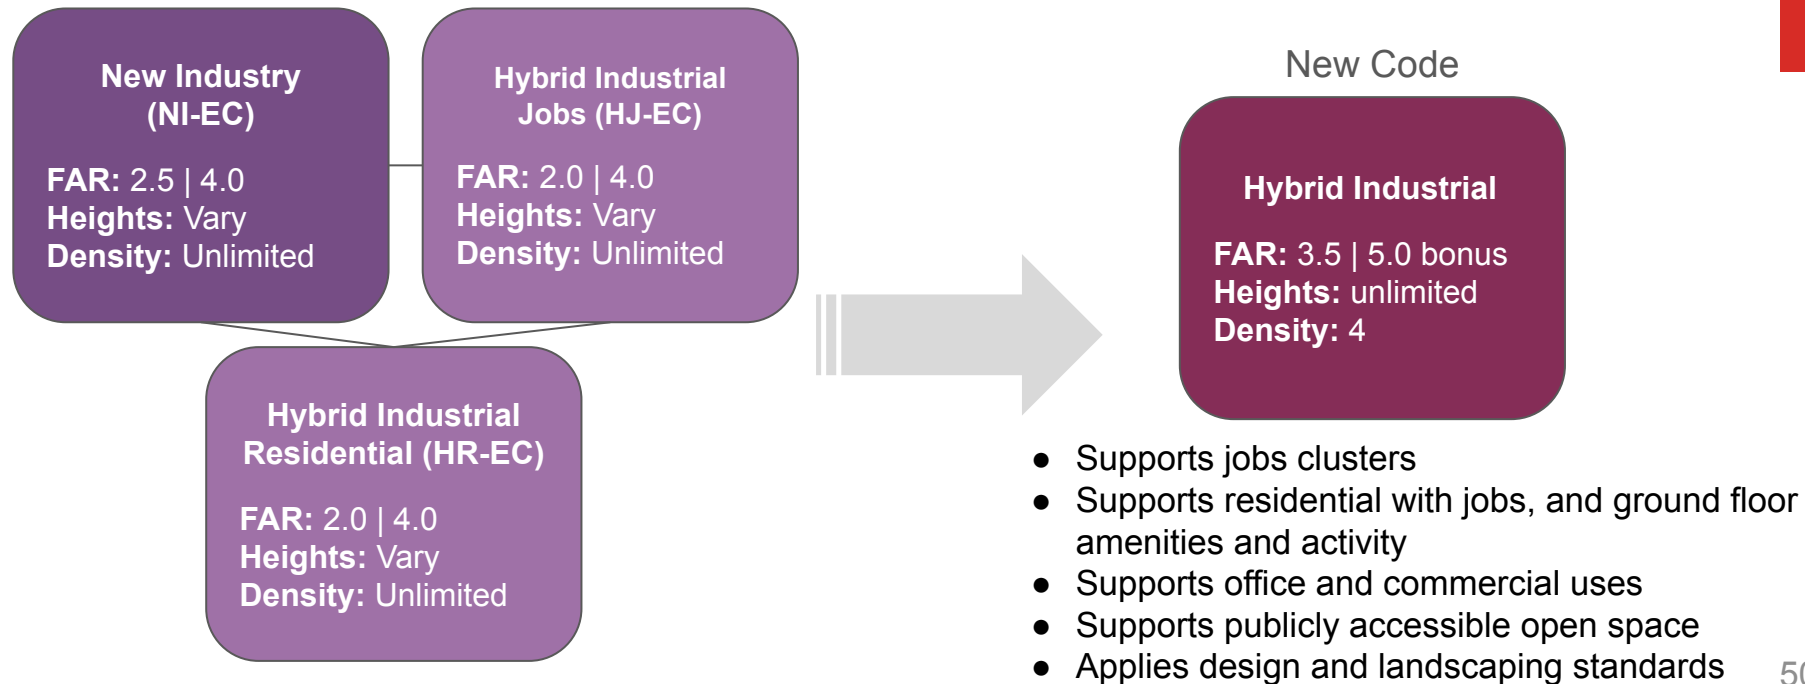 New Industry
(NI-EC)
FAR: 2.5 | 4.0
Heights: Vary
Density: Unlimited
Hybrid Industrial
Jobs (HJ-EC)
FAR: 2.0 | 4.0
Heights: Vary
Density: Unlimited
Hybrid Industrial
Residential (HR-EC)
FAR: 2.0 | 4.0
Heights: Vary
Density: Unlimited
New Code
Hybrid Industrial
FAR: 3.5 | 5.0 bonus
Heights: unlimited
Density: 4
● Supports jobs clusters
● Supports residential with jobs, and ground floor
amenities and activity
● Supports office and commercial uses
● Supports publicly accessible open space
● Applies design and landscaping standards